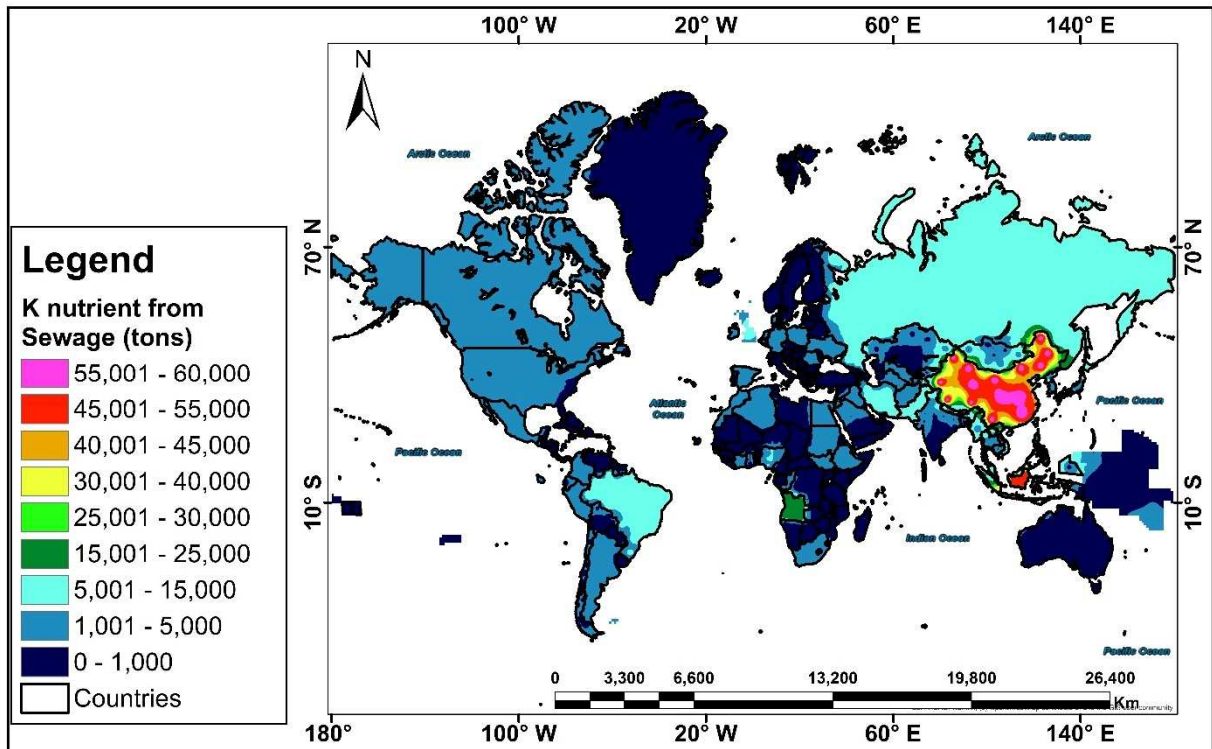 100° W 20° W 60° E 140° E
N
Arctic Ocean Arctic Ocean
70° N 70° N
Legend
K nutrient from
Sewage (tons)
55,001 - 60,000
45,001 - 55,000
40,001 - 45,000
30,001 - 40,000
25,001 - 30,000
15,001 - 25,000
5,001 - 15,000
1,001 - 5,000
0 - 1,000
Countries
Atlantic
Ocean
Pacific Ocean
Pacific Ocean
10° S 10° S
Indian Ocean
Pacific Ocean
0 3,300 6,600 13,200 19,800 26,400
Km
user community
180° 100° W 20° W 60° E 140° E